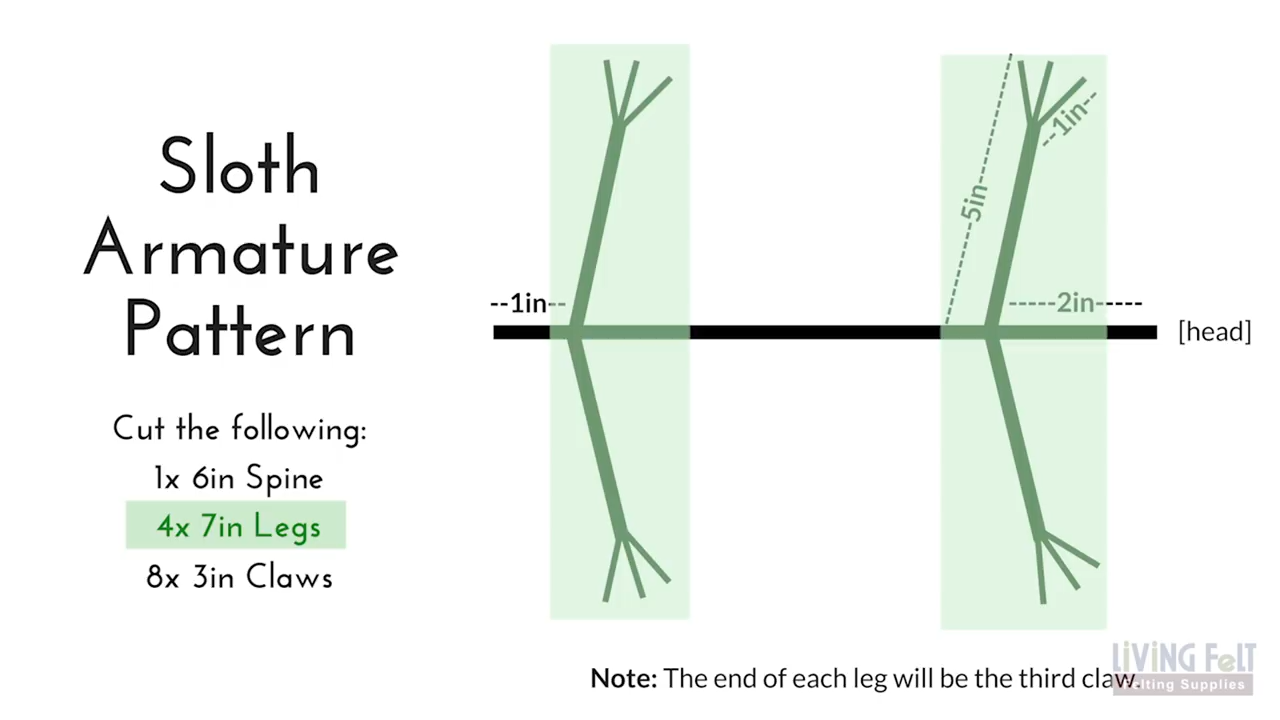 Sloth
Armature
Pattern
Cut the following:
1x 6in Spine
4x 7in Legs
8x 3in Claws
--1in--
5in
1in
2in
[head]
Note: The end of each leg will be the third claw.
LiViNG FeLT
Felting Supplies